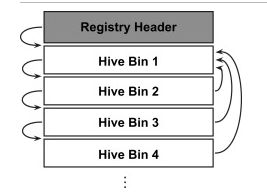 Registry Header
Hive Bin 1
Hive Bin 2
Hive Bin 3
Hive Bin 4
⋮